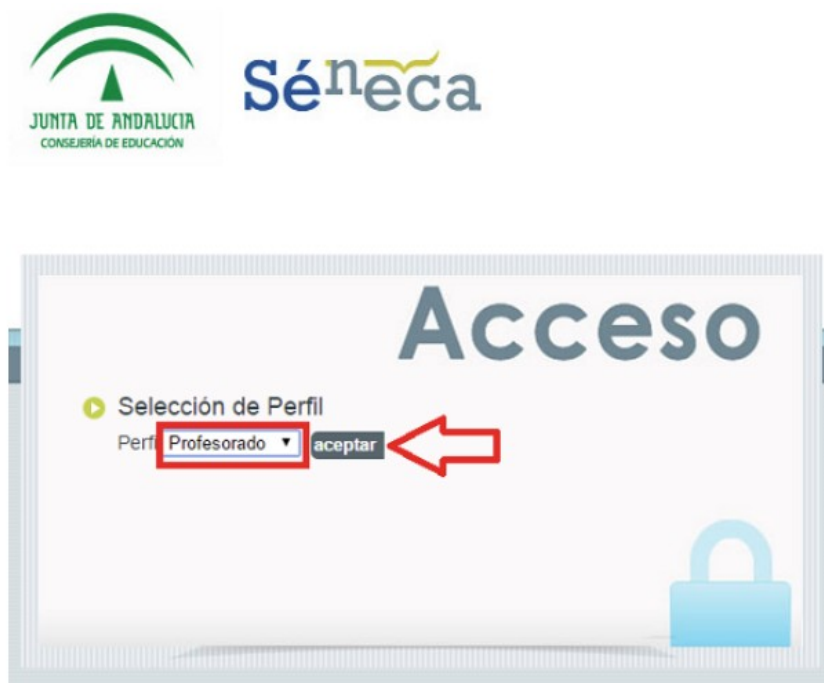 JUNTA DE ANDALUCIA
CONSEJERÍA DE EDUCACIÓN
Séneca
Acceso
Selección de Perfil
Perfil Profesorado aceptar